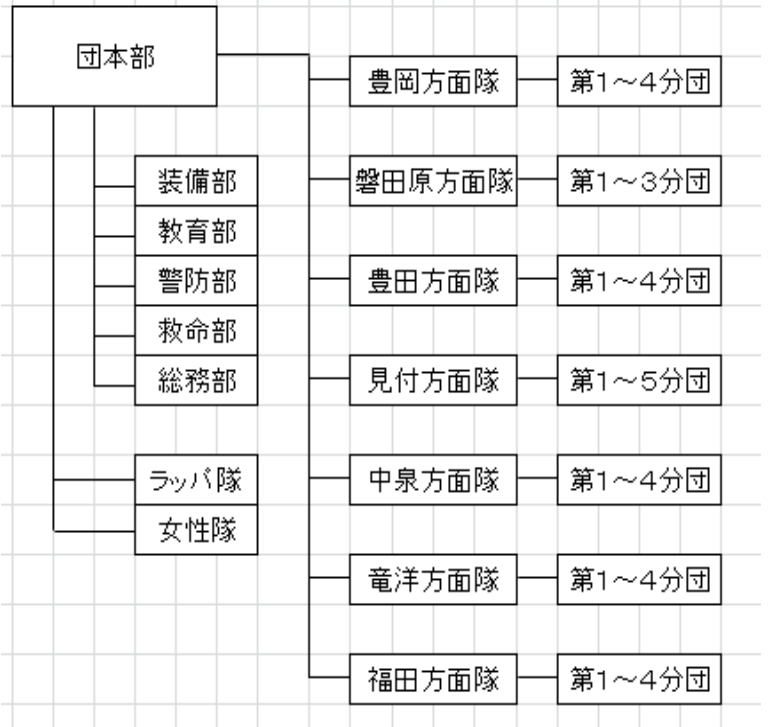 団本部
装備部
教育部
警防部
救命部
総務部
ラッパ隊
女性隊
豊岡方面隊 第1～4分団
磐田原方面隊 第1～3分団
豊田方面隊 第1～4分団
見付方面隊 第1～5分団
中泉方面隊 第1～4分団
竜洋方面隊 第1～4分団
福田方面隊 第1～4分団